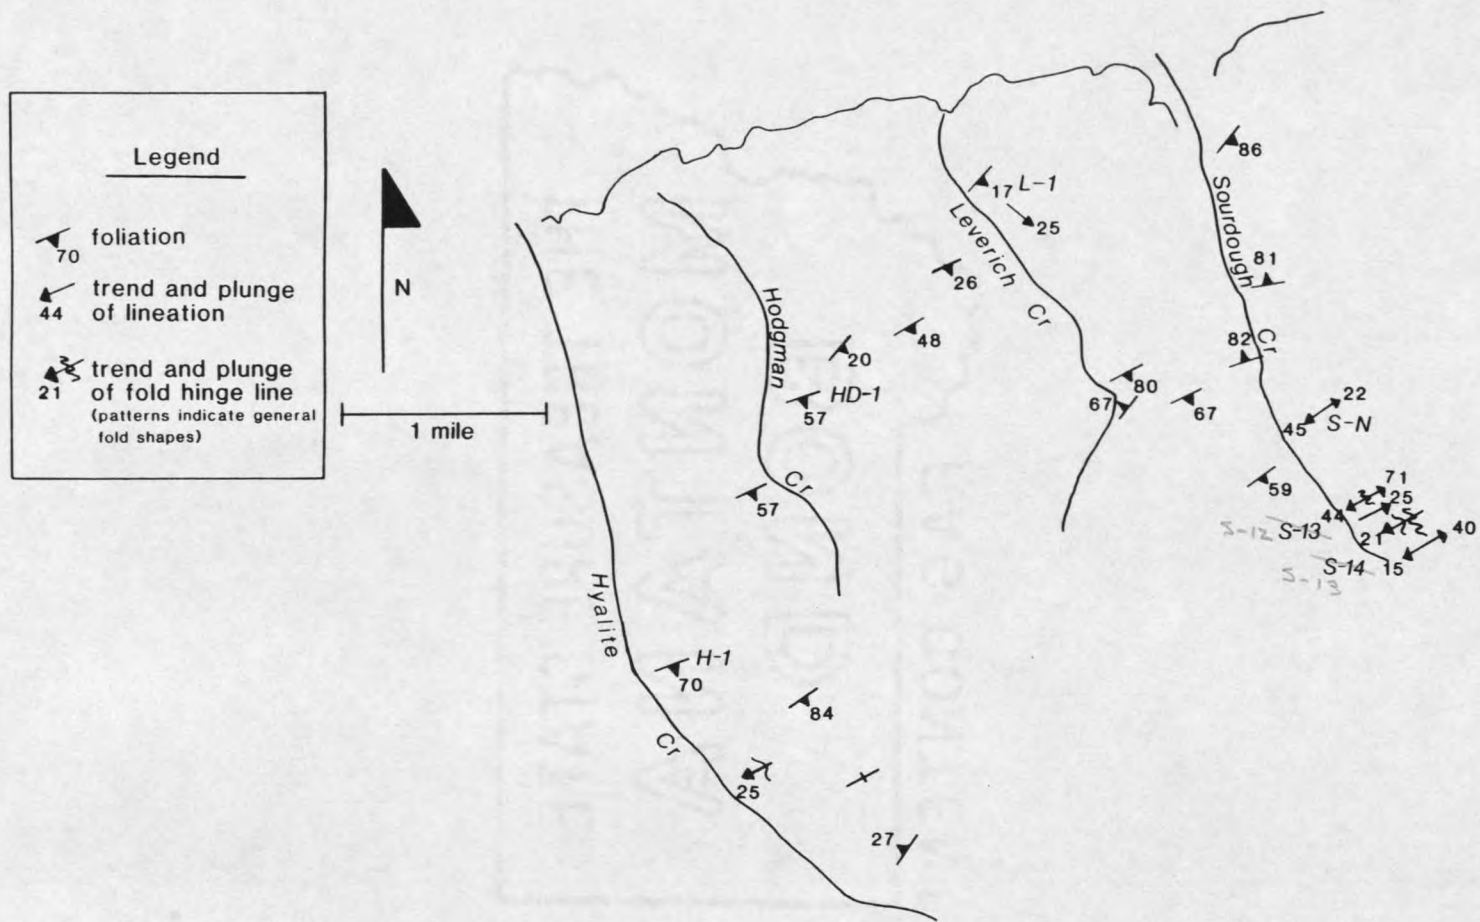 Legend
foliation
70
trend and plunge
44 of lineation
trend and plunge
21 of fold hinge line
(patterns indicate general
fold shapes)
N
1 mile
86
17 L-1
25
Sourdough
Cr
81
82
Leverich
Cr
26
48
20
Hodgman
Cr
HD-1
57
57
80
67
67
22
S-N
45
59
71
25
44
S-13
21
40
S-14
15
S-12
S-13
Hyalite
Cr
H-1
70
84
25
27